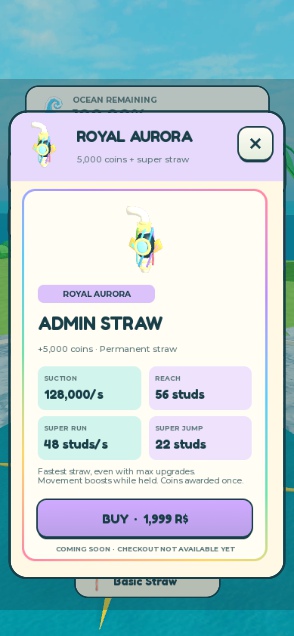 OCEAN REMAINING
ROYAL AURORA
5,000 coins + super straw
×
ROYAL AURORA
ADMIN STRAW
+5,000 coins · Permanent straw
SUCTION
128,000/s
REACH
56 studs
SUPER RUN
48 studs/s
SUPER JUMP
22 studs
Fastest straw, even with max upgrades.
Movement boosts while held. Coins awarded once.
BUY · 1,999 R$
COMING SOON · CHECKOUT NOT AVAILABLE YET
Basic Straw